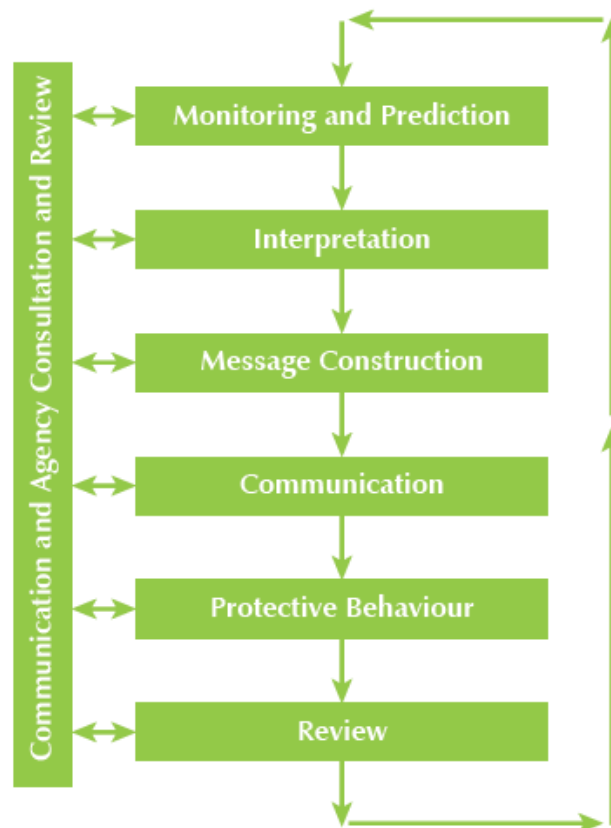 Communication and Agency Consultation and Review
Monitoring and Prediction
Interpretation
Message Construction
Communication
Protective Behaviour
Review